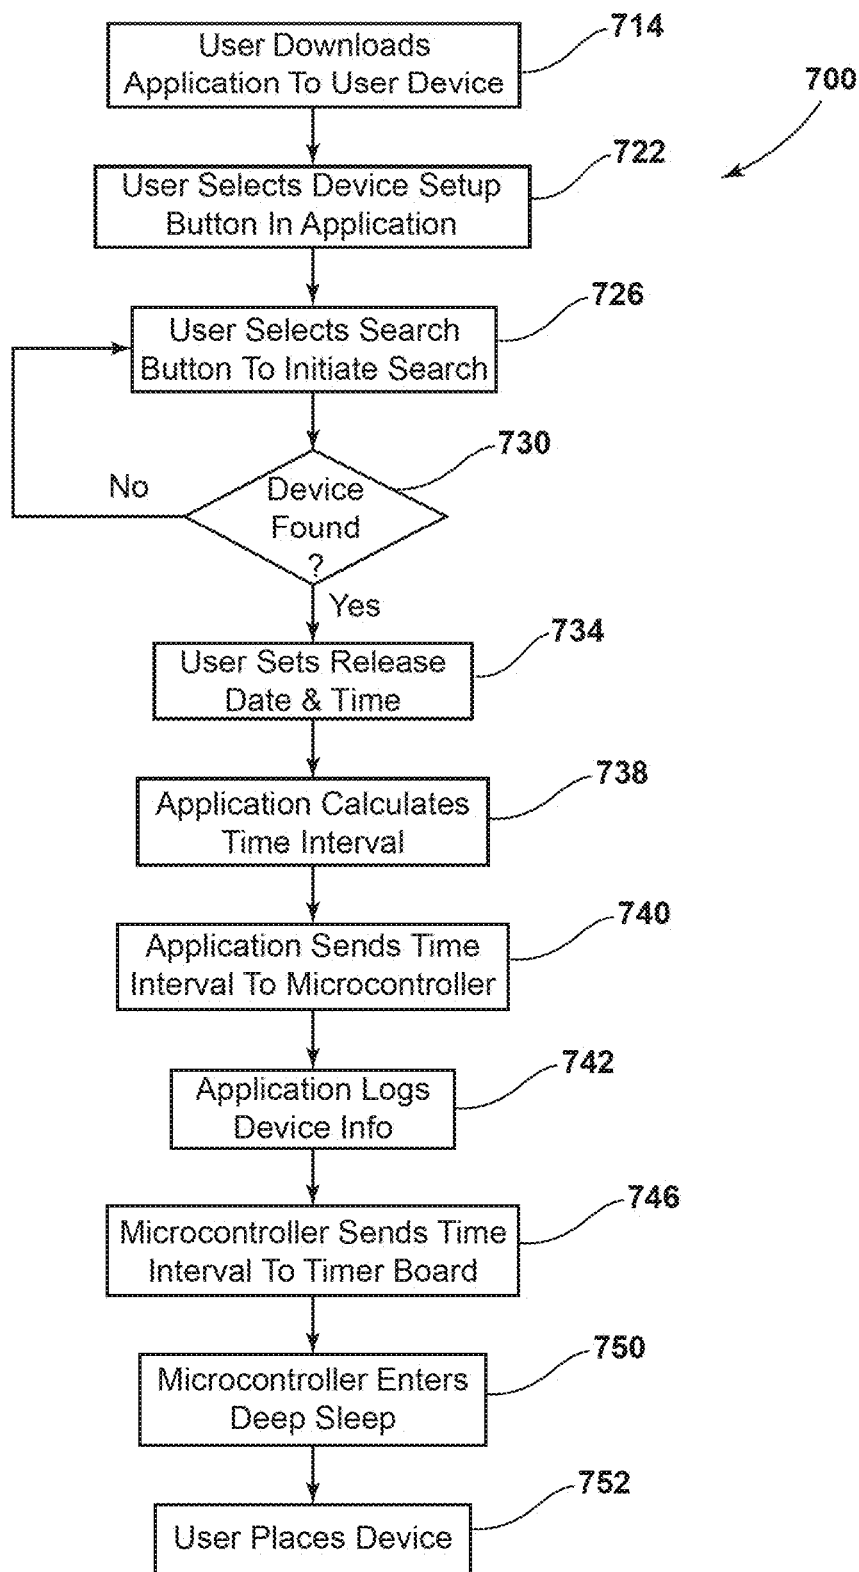 User Downloads
Application To User Device
714
700
User Selects Device Setup
Button In Application
722
User Selects Search
Button To Initiate Search
726
Device
Found
?
730
No
Yes
User Sets Release
Date & Time
734
Application Calculates
Time Interval
738
Application Sends Time
Interval To Microcontroller
740
Application Logs
Device Info
742
Microcontroller Sends Time
Interval To Timer Board
746
Microcontroller Enters
Deep Sleep
750
User Places Device
752